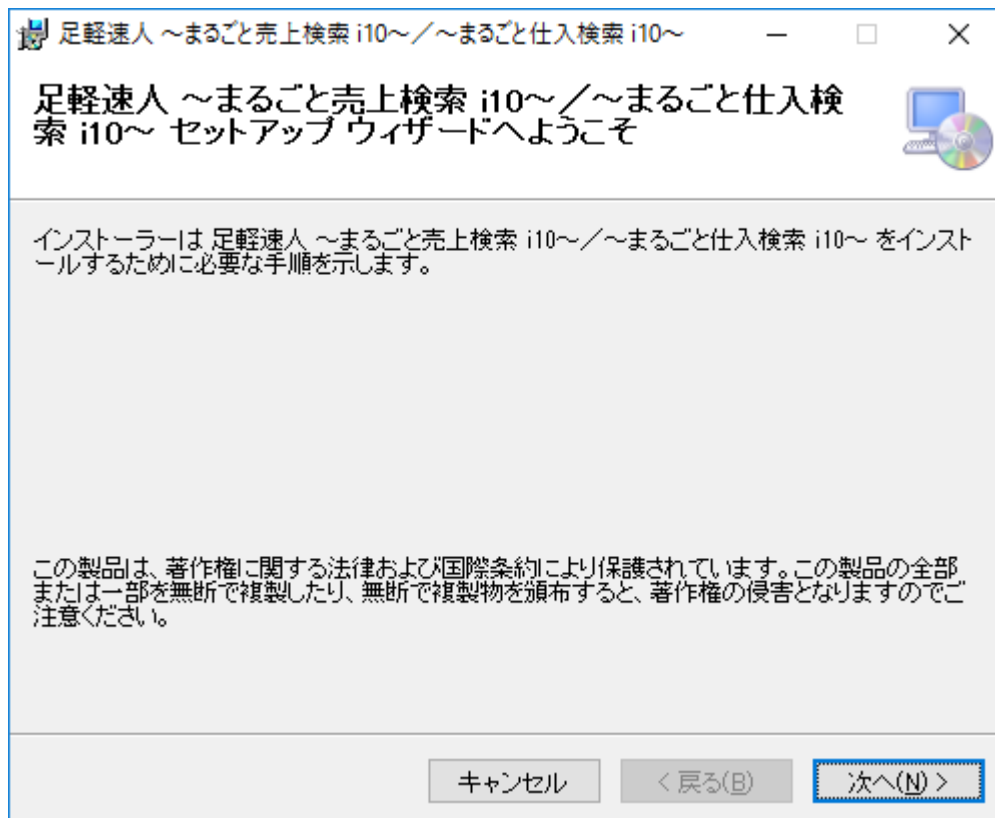 足軽速人 ～まるごと売上検索 i10～／～まるごと仕入検索 i10～
足軽速人 ～まるごと売上検索 i10～／～まるごと仕入検
索 i10～ セットアップ ウィザードへようこそ
インストーラーは 足軽速人 ～まるごと売上検索 i10～／～まるごと仕入検索 i10～ をインスト
ールするために必要な手順を示します。
この製品は、著作権に関する法律および国際条約により保護されています。この製品の全部
または一部を無断で複製したり、無断で複製物を頒布すると、著作権の侵害となりますのでご
注意ください。
キャンセル
< 戻る(B)
次へ(N) >